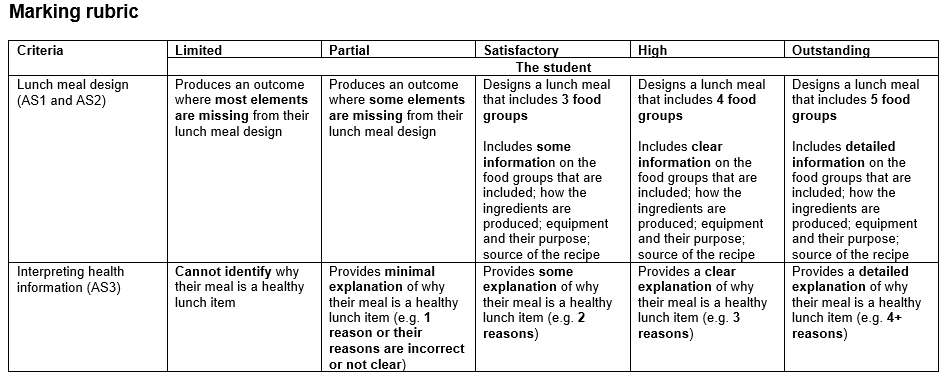 Marking rubric
Criteria
Limited
Partial
Satisfactory
High
Outstanding
The student
Lunch meal design
(AS1 and AS2)
Produces an outcome
where most elements
are missing from their
lunch meal design
Produces an outcome
where some elements
are missing from their
lunch meal design
Designs a lunch meal
that includes 3 food
groups
Includes some
information on the
food groups that are
included; how the
ingredients are
produced; equipment
and their purpose;
source of the recipe
Designs a lunch meal
that includes 4 food
groups
Includes clear
information on the
food groups that are
included; how the
ingredients are
produced; equipment
and their purpose;
source of the recipe
Designs a lunch meal
that includes 5 food
groups
Includes detailed
information on the
food groups that are
included; how the
ingredients are
produced; equipment
and their purpose;
source of the recipe
Interpreting health
information (AS3)
Cannot identify why
their meal is a healthy
lunch item
Provides minimal
explanation of why
their meal is a healthy
lunch item (e.g. 1
reason or their
reasons are incorrect
or not clear)
Provides some
explanation of why
their meal is a healthy
lunch item (e.g. 2
reasons)
Provides a clear
explanation of why
their meal is a healthy
lunch item (e.g. 3
reasons)
Provides a detailed
explanation of why
their meal is a healthy
lunch item (e.g. 4+
reasons)